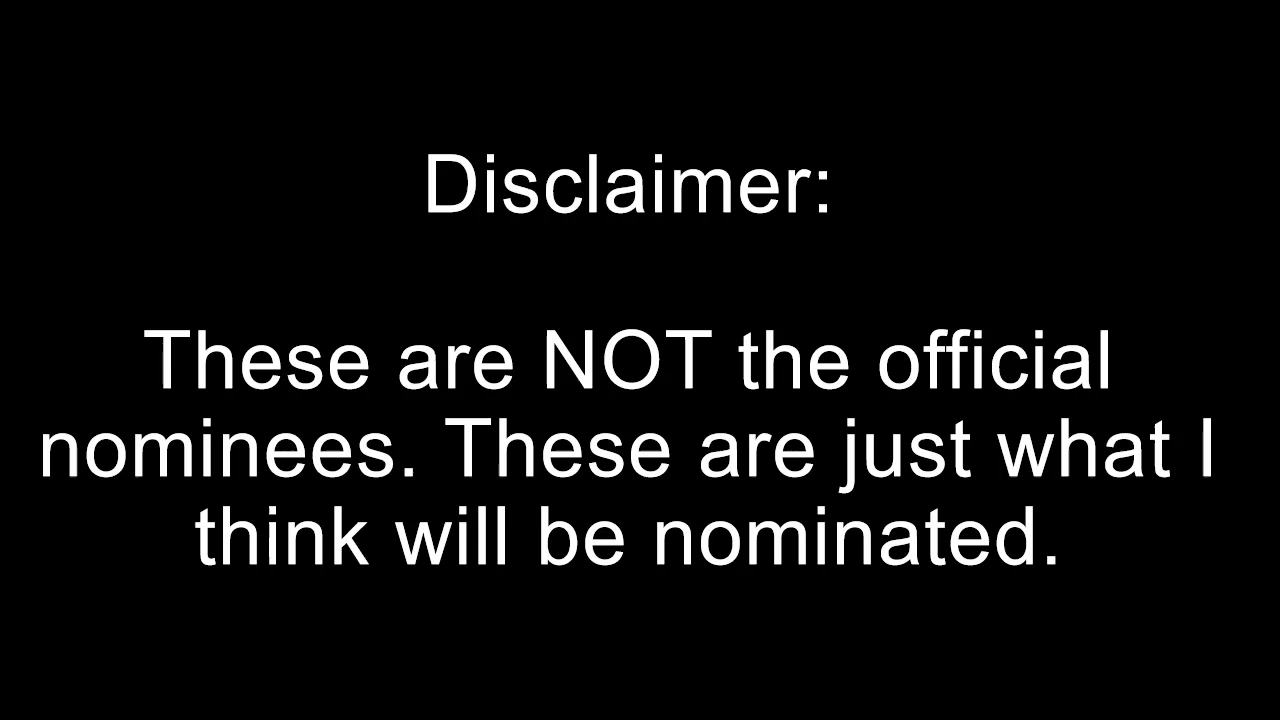 Disclaimer:
These are NOT the official
nominees. These are just what I
think will be nominated.